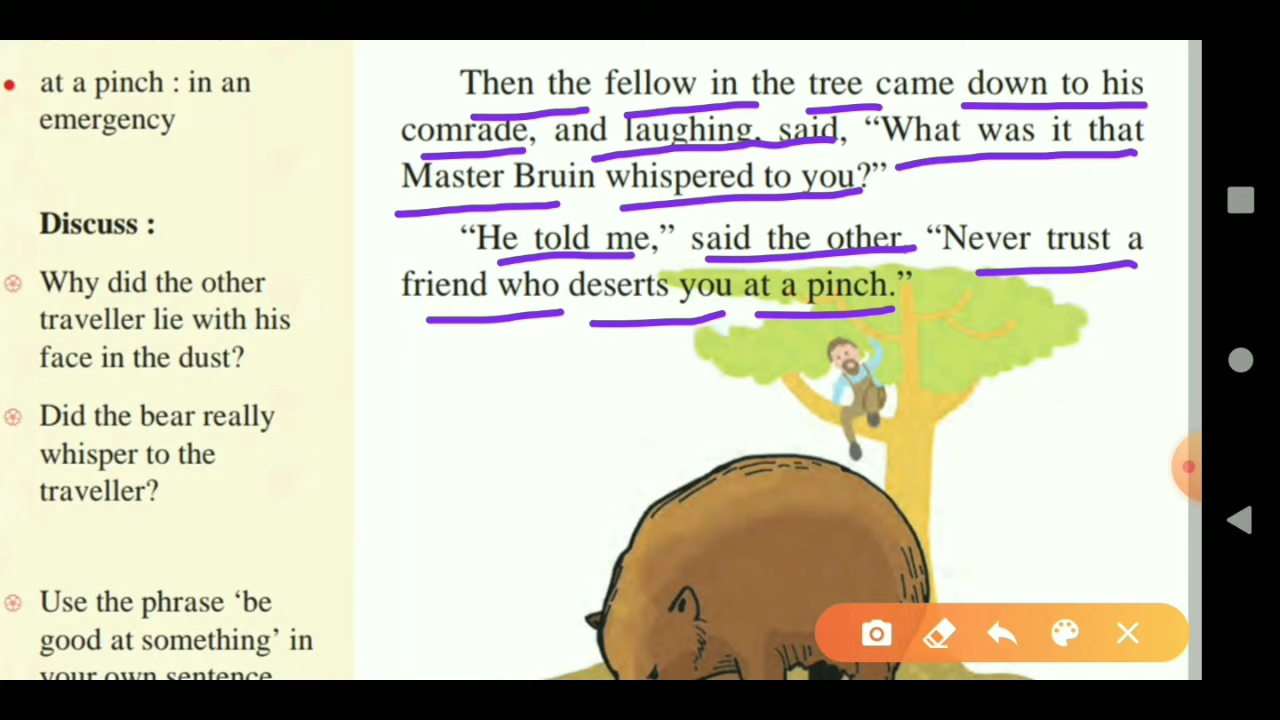 at a pinch : in an
emergency
Discuss :
Why did the other
traveller lie with his
face in the dust?
Did the bear really
whisper to the
traveller?
Use the phrase ‘be
good at something’ in
your own sentence
Then the fellow in the tree came down to his
comrade, and laughing, said, “What was it that
Master Bruin whispered to you?”
“He told me,” said the other, “Never trust a
friend who deserts you at a pinch.”